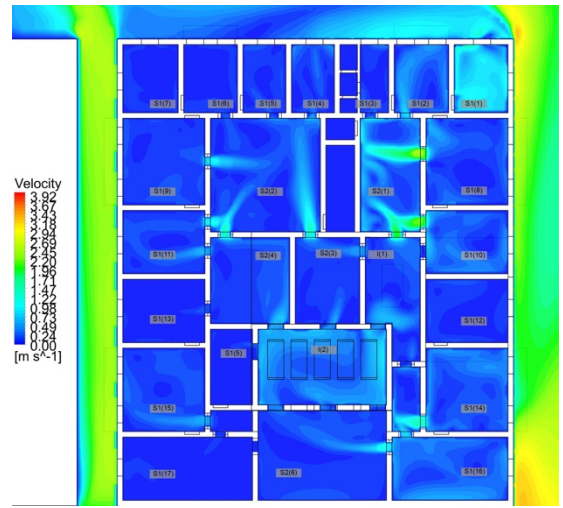 S1(7) S1(6) S1(5) S1(4) S1(3) S1(2) S1(1)
Velocity
3.92
3.67
3.43
3.18
2.94
2.69
2.45
2.20
1.96
1.71
1.47
1.22
0.98
0.73
0.49
0.24
0.00
[m s^-1]
S1(9) S2(2) S2(1) S1(8)
S1(11) S2(4) S2(3) I(1) S1(10)
S1(13) S1(12)
S1(5) I(2)
S1(15) S1(14)
S1(17) S2(6) S1(16)